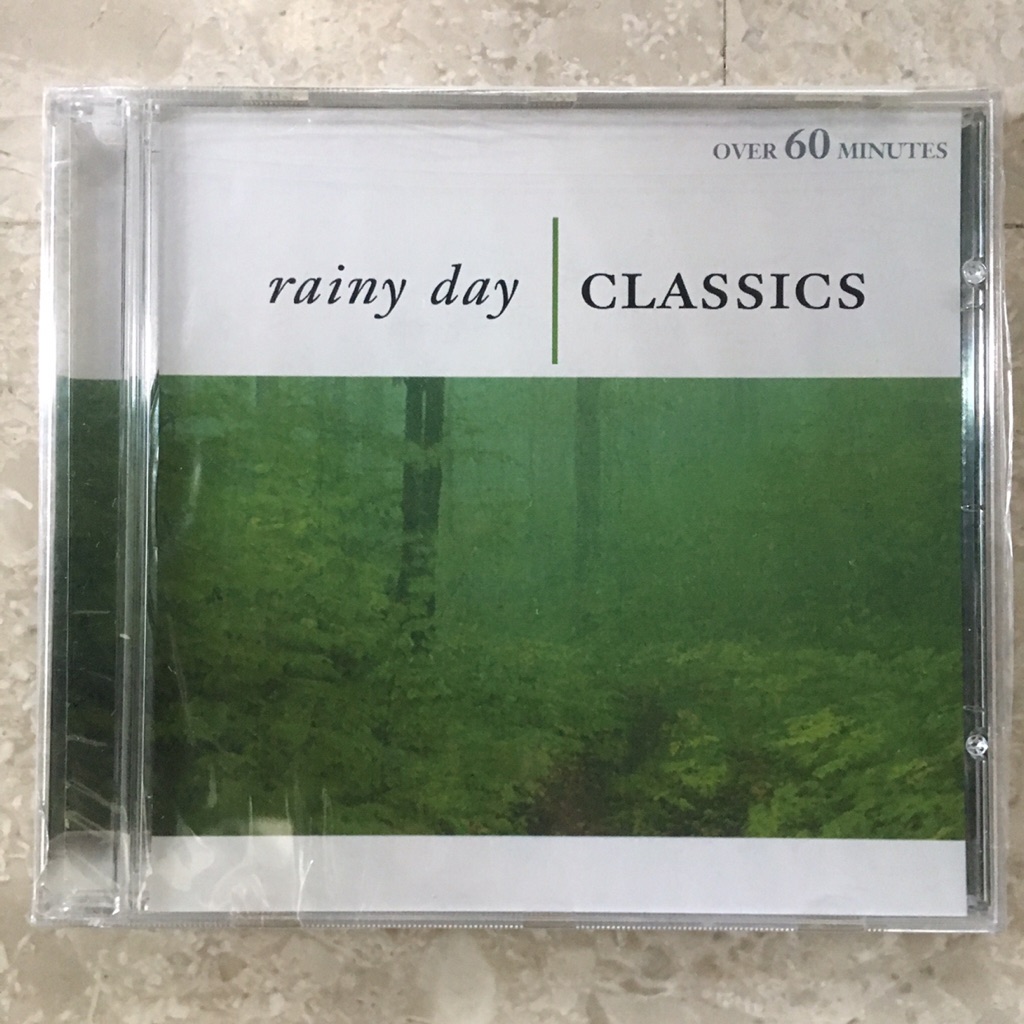 OVER 60 MINUTES
rainy day | CLASSICS